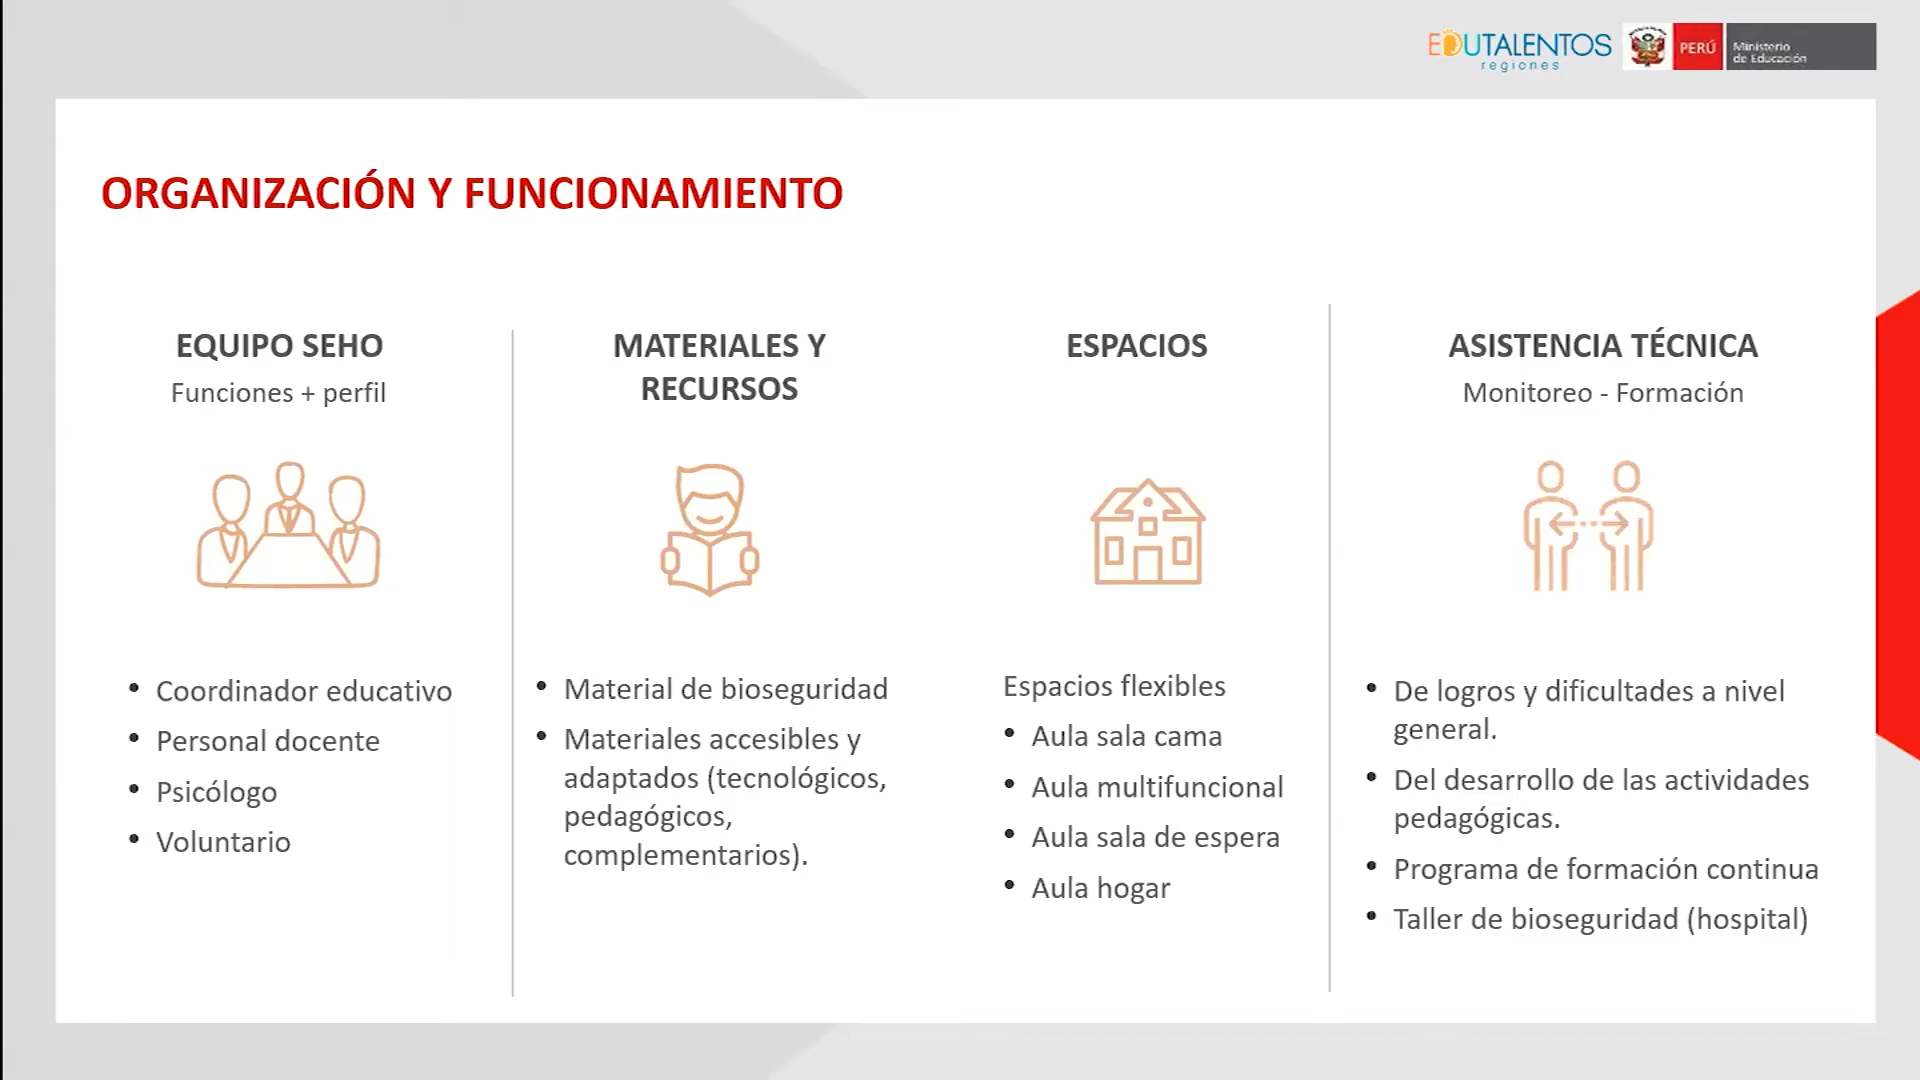 EDUTALENTOS
regiones
PERÚ
Ministerio
de Educación
ORGANIZACIÓN Y FUNCIONAMIENTO
EQUIPO SEHO
Funciones + perfil
• Coordinador educativo
• Personal docente
• Psicólogo
• Voluntario
MATERIALES Y
RECURSOS
• Material de bioseguridad
• Materiales accesibles y
adaptados (tecnológicos,
pedagógicos,
complementarios).
ESPACIOS
Espacios flexibles
• Aula sala cama
• Aula multifuncional
• Aula sala de espera
• Aula hogar
ASISTENCIA TÉCNICA
Monitoreo - Formación
• De logros y dificultades a nivel
general.
• Del desarrollo de las actividades
pedagógicas.
• Programa de formación continua
• Taller de bioseguridad (hospital)